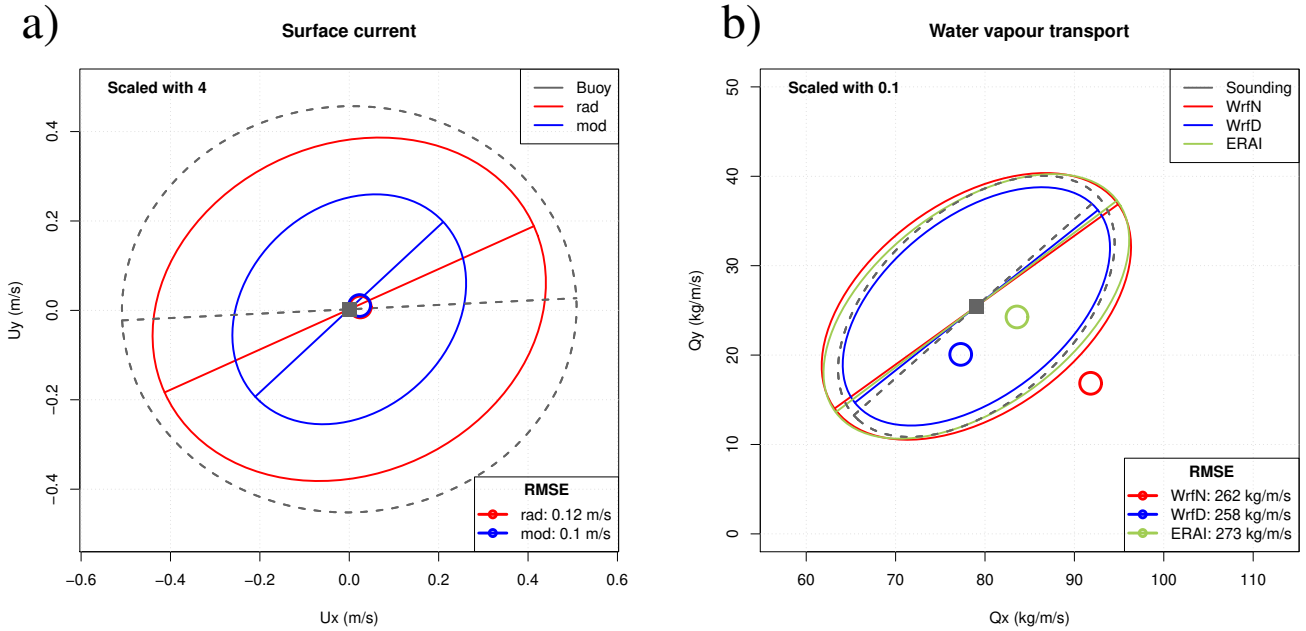 a)
Surface current
Scaled with 4
Buoy
rad
mod
Uy (m/s)
0.4
0.2
0.0
−0.2
−0.4
RMSE
rad: 0.12 m/s
mod: 0.1 m/s
−0.6
−0.4
−0.2
0.0
0.2
0.4
0.6
Ux (m/s)
b)
Water vapour transport
Scaled with 0.1
Sounding
WrfN
WrfD
ERAI
Qy (kg/m/s)
50
40
30
20
10
0
RMSE
WrfN: 262 kg/m/s
WrfD: 258 kg/m/s
ERAI: 273 kg/m/s
60
70
80
90
100
110
Qx (kg/m/s)